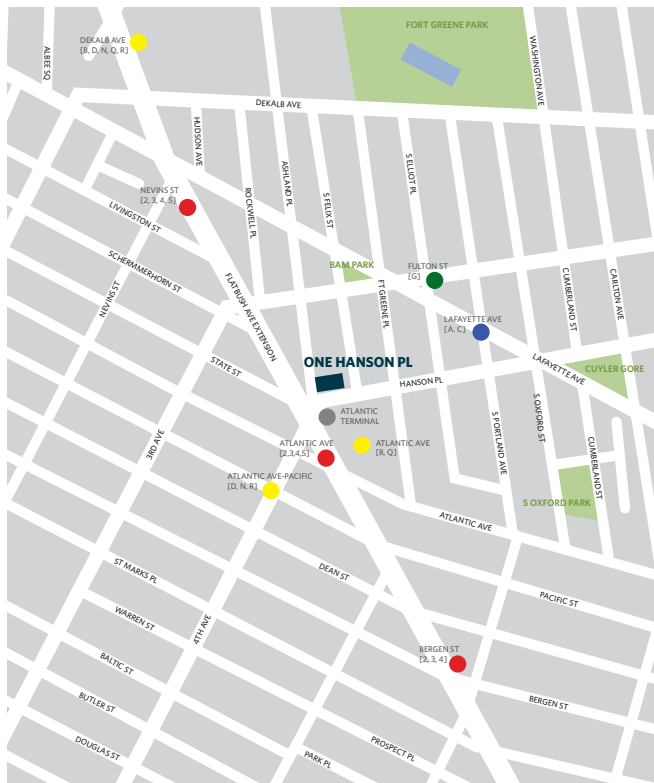 FORT GREENE PARK
DEKALB AVE
[B, D, N, Q, R]
ALBEE SQ
WASHINGTON AVE
DEKALB AVE
HUDSON AVE
ASHLAND PL
S ELLIOT PL
NEVINS ST
[2, 3, 4, 5]
ROCKWELL PL
S FELIX ST
LIVINGSTON ST
SCHERMMERHORN ST
BAM PARK
FULTON ST
[G]
NEVINS ST
FLATBUSH AVE EXTENSION
FT GREENE PL
CUMBERLAND ST
CARLTON AVE
LAFAYETTE AVE
[A. C]
STATE ST
ONE HANSON PL
LAFAYETTE AVE
CUYLER GORE
HANSON PL
ATLANTIC
TERMINAL
S PORTLAND AVE
S OXFORD ST
3RD AVE
ATLANTIC AVE
[2,3,4,5]
ATLANTIC AVE
[B, Q]
CUMBERLAND ST
ATLANTIC AVE-PACIFIC
[D, N, R]
S OXFORD PARK
ATLANTIC AVE
ST MARKS PL
DEAN ST
PACIFIC ST
WARREN ST
4TH AVE
BALTIC ST
BERGEN ST
[2, 3, 4]
BUTLER ST
BERGEN ST
DOUGLAS ST
PARK PL
PROSPECT PL